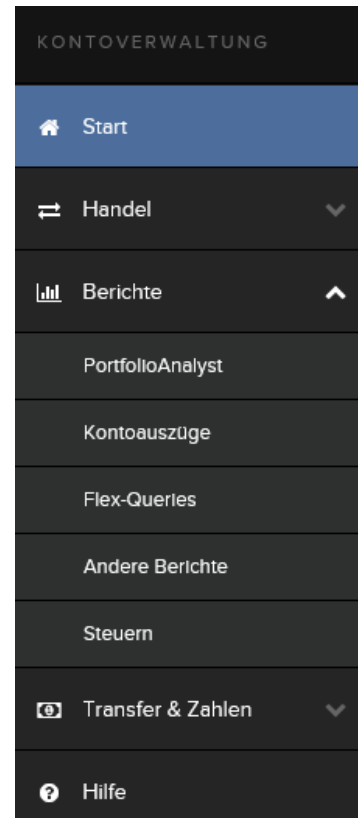 KONTOVERWALTUNG
Start
Handel
Berichte
PortfolioAnalyst
Kontoauszüge
Flex-Queries
Andere Berichte
Steuern
Transfer & Zahlen
Hilfe